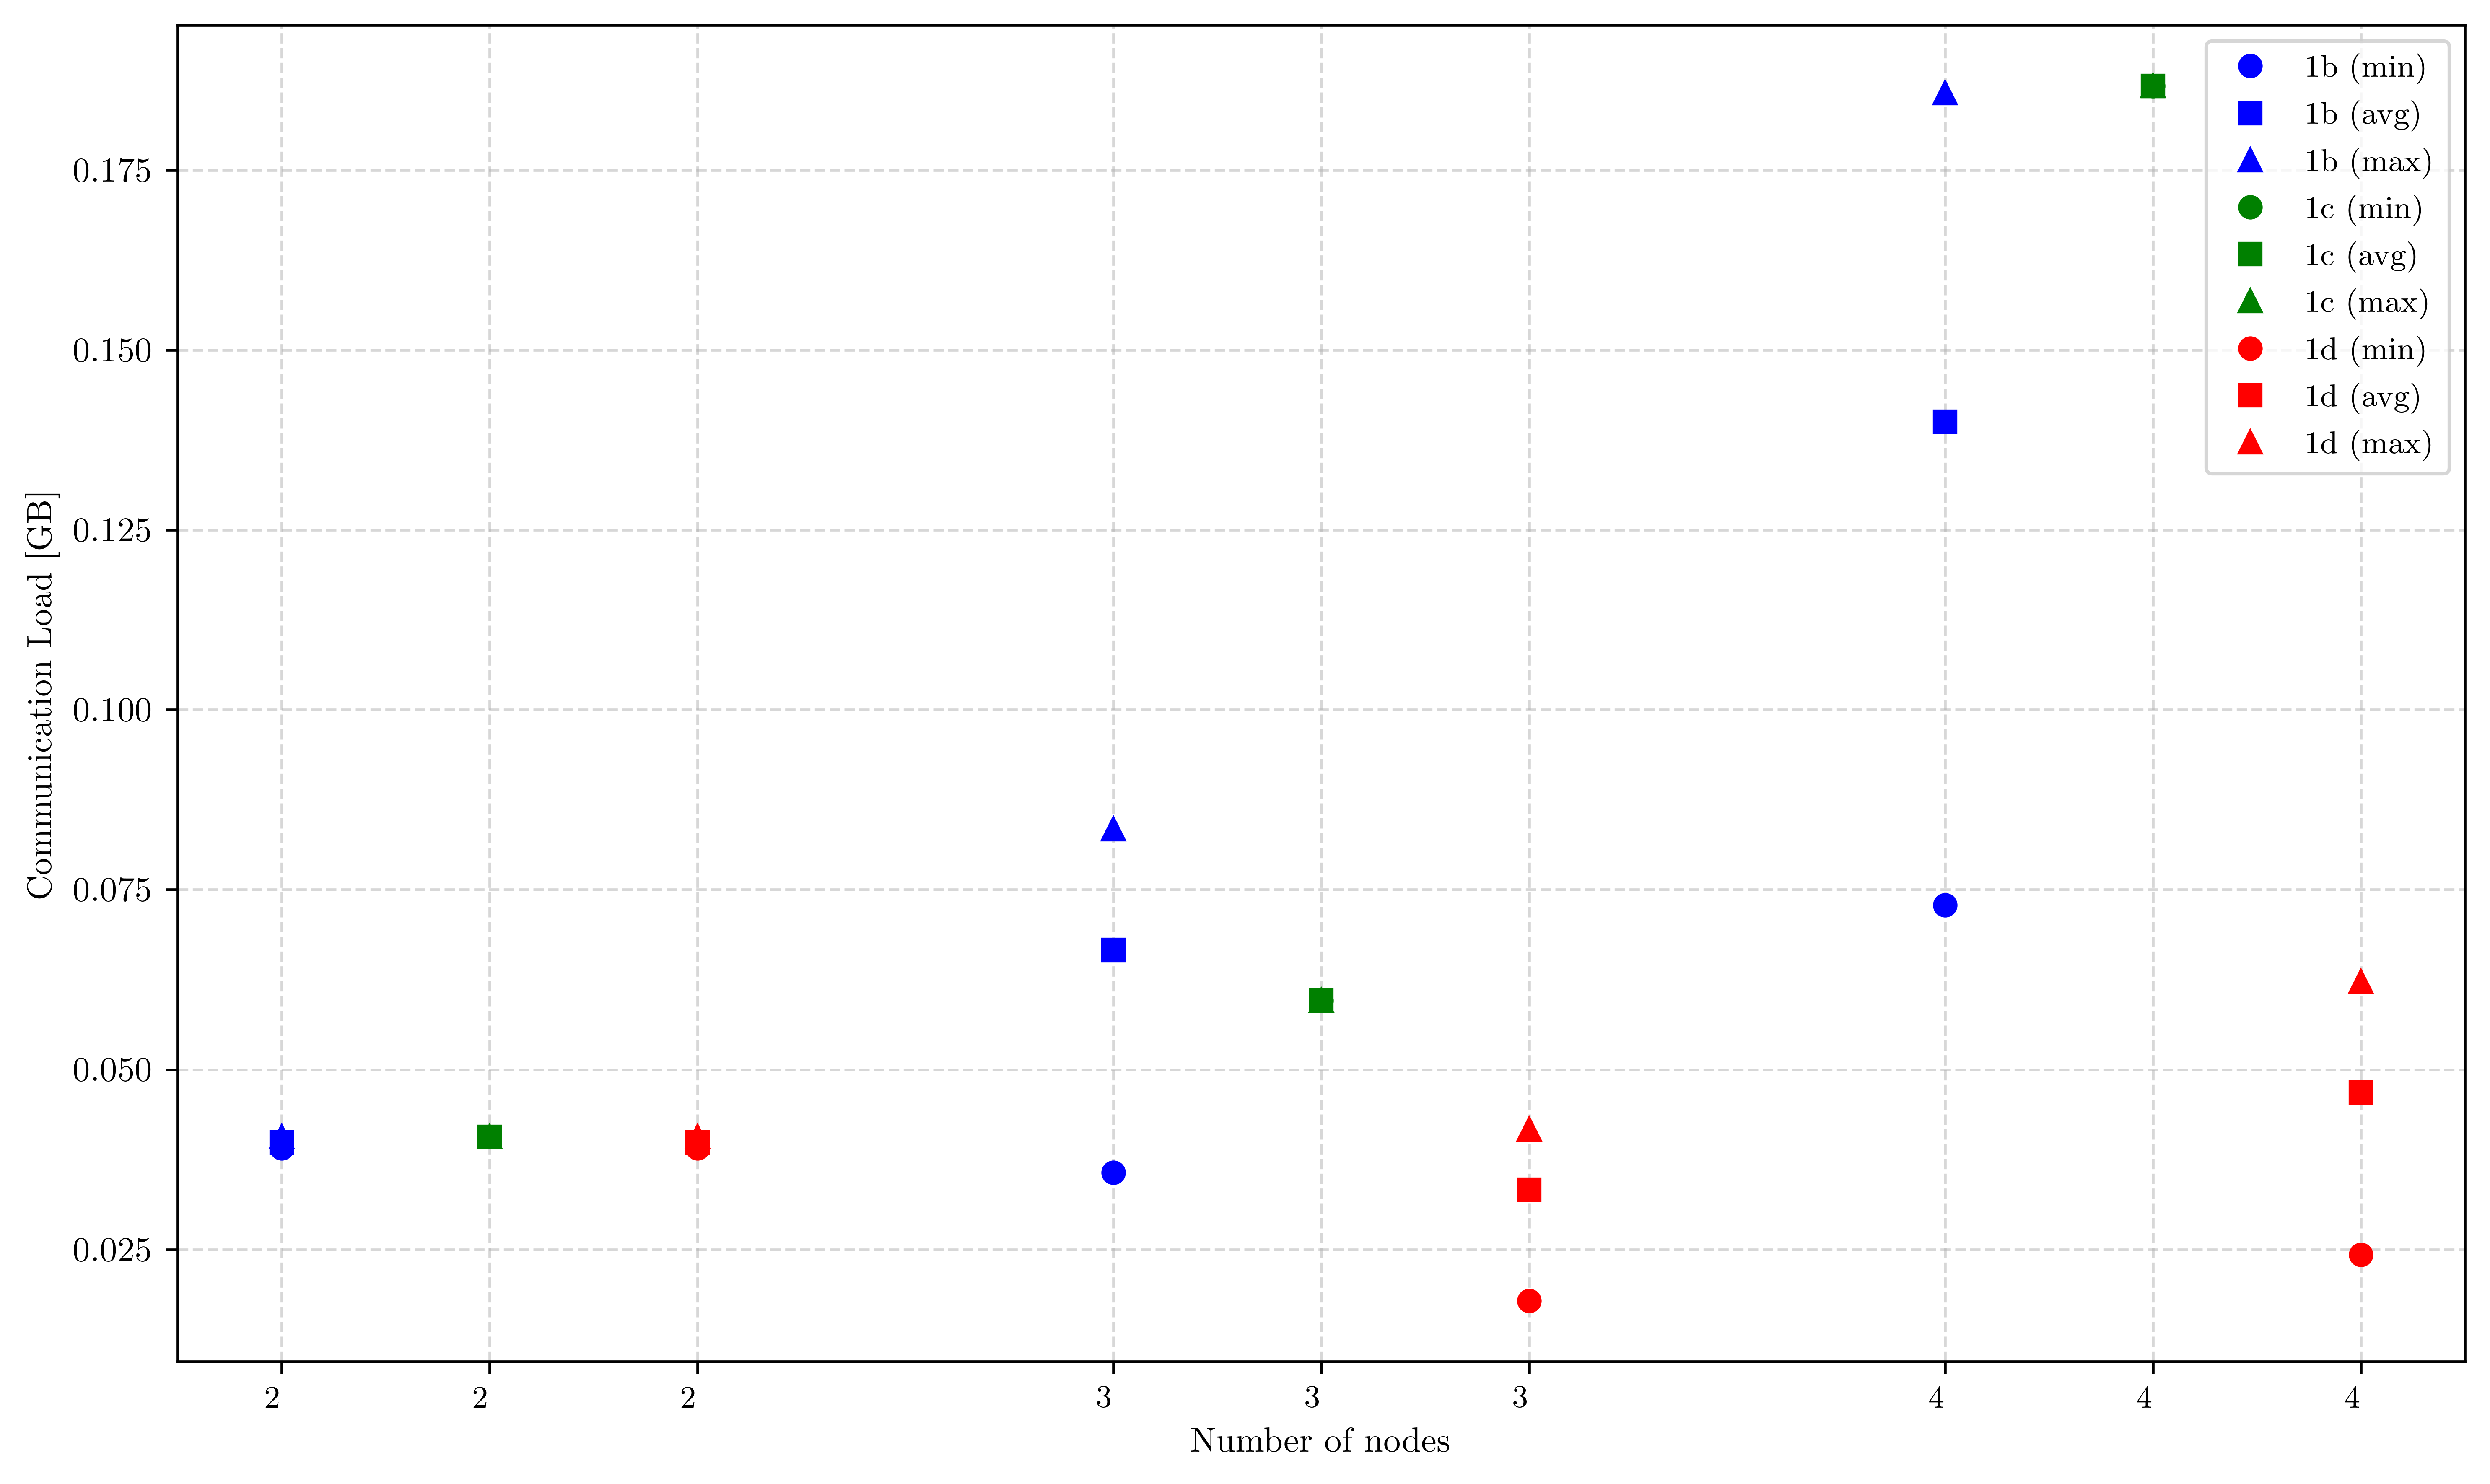 1b (min)
1b (avg)
1b (max)
1c (min)
1c (avg)
1c (max)
1d (min)
1d (avg)
1d (max)
0.175
0.150
0.125
0.100
0.075
0.050
0.025
Communication Load [GB]
2 2 2 3 3 3 4 4 4
Number of nodes